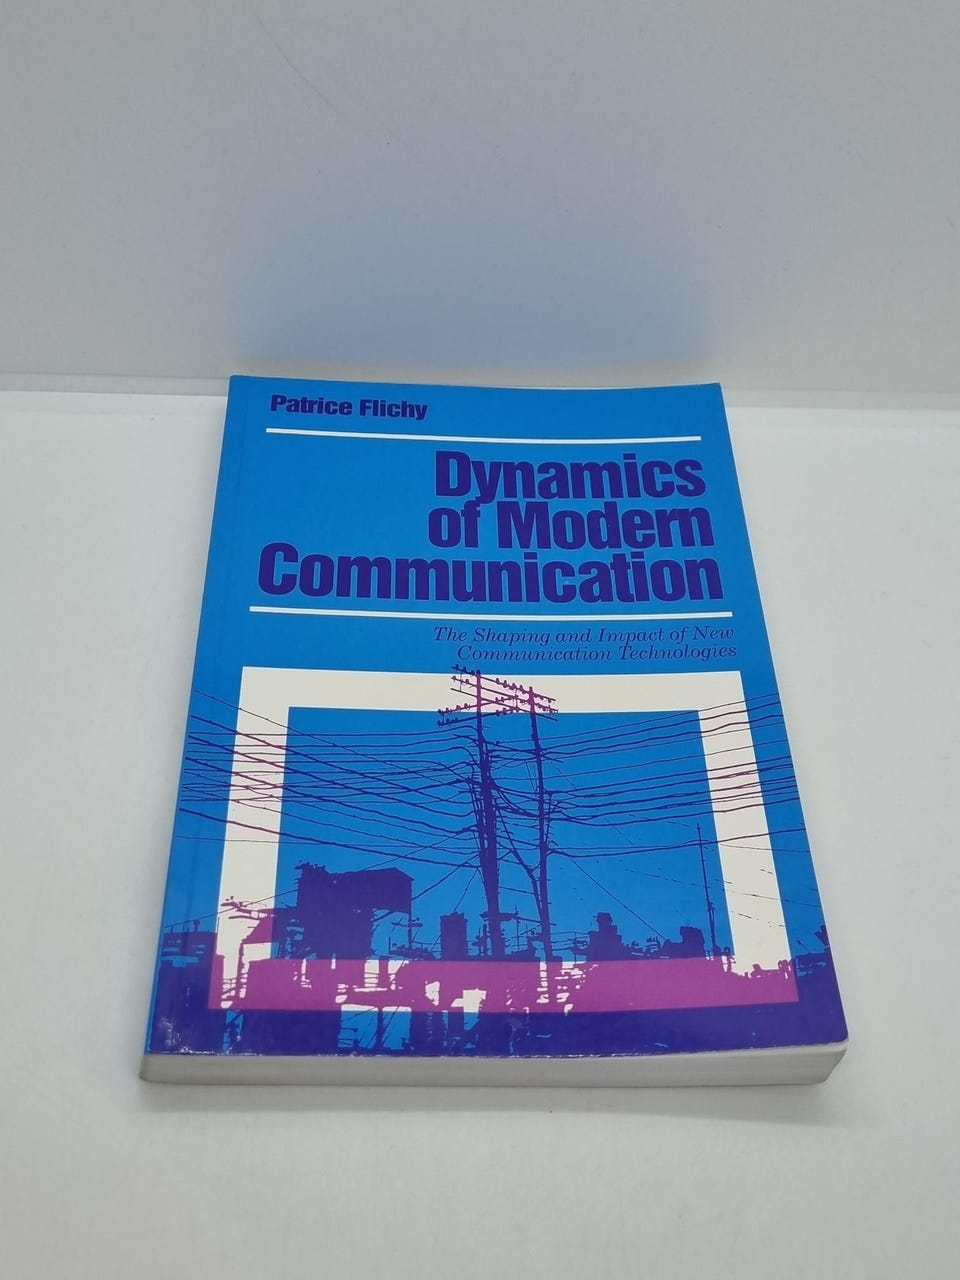 Patrice Flichy
Dynamics
of Modern
Communication
The Shaping and Impact of New
Communication Technologies